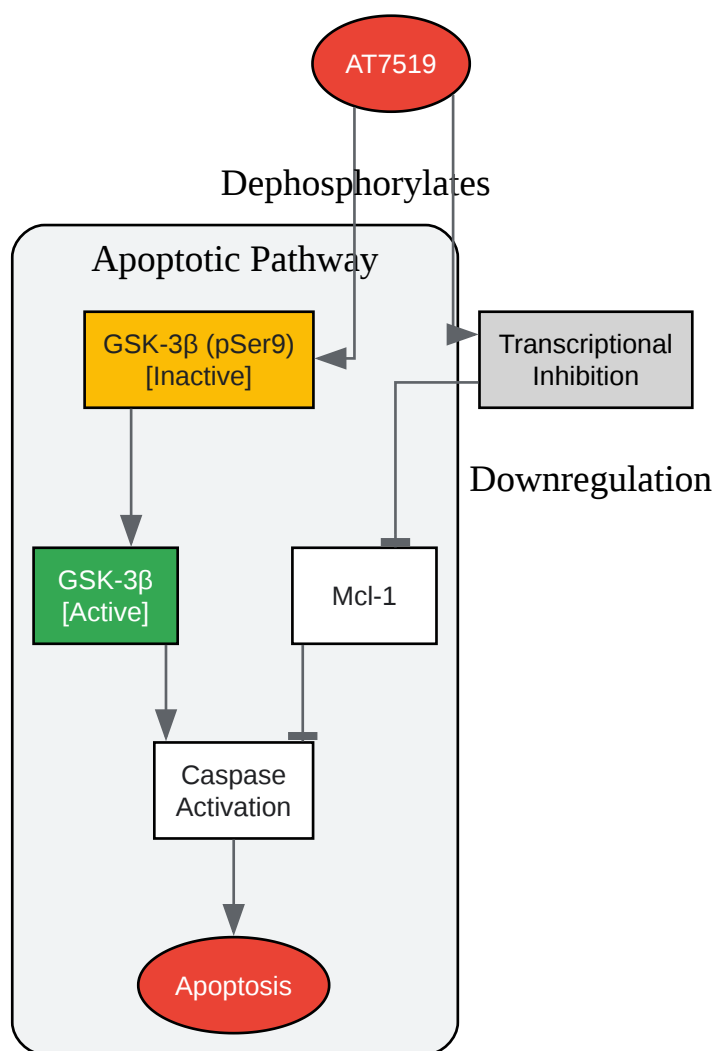 AT7519
Dephosphorylates
Apoptotic Pathway
GSK-3β (pSer9)
[Inactive]
Transcriptional
Inhibition
Downregulation
GSK-3β
[Active]
Mcl-1
Caspase
Activation
Apoptosis